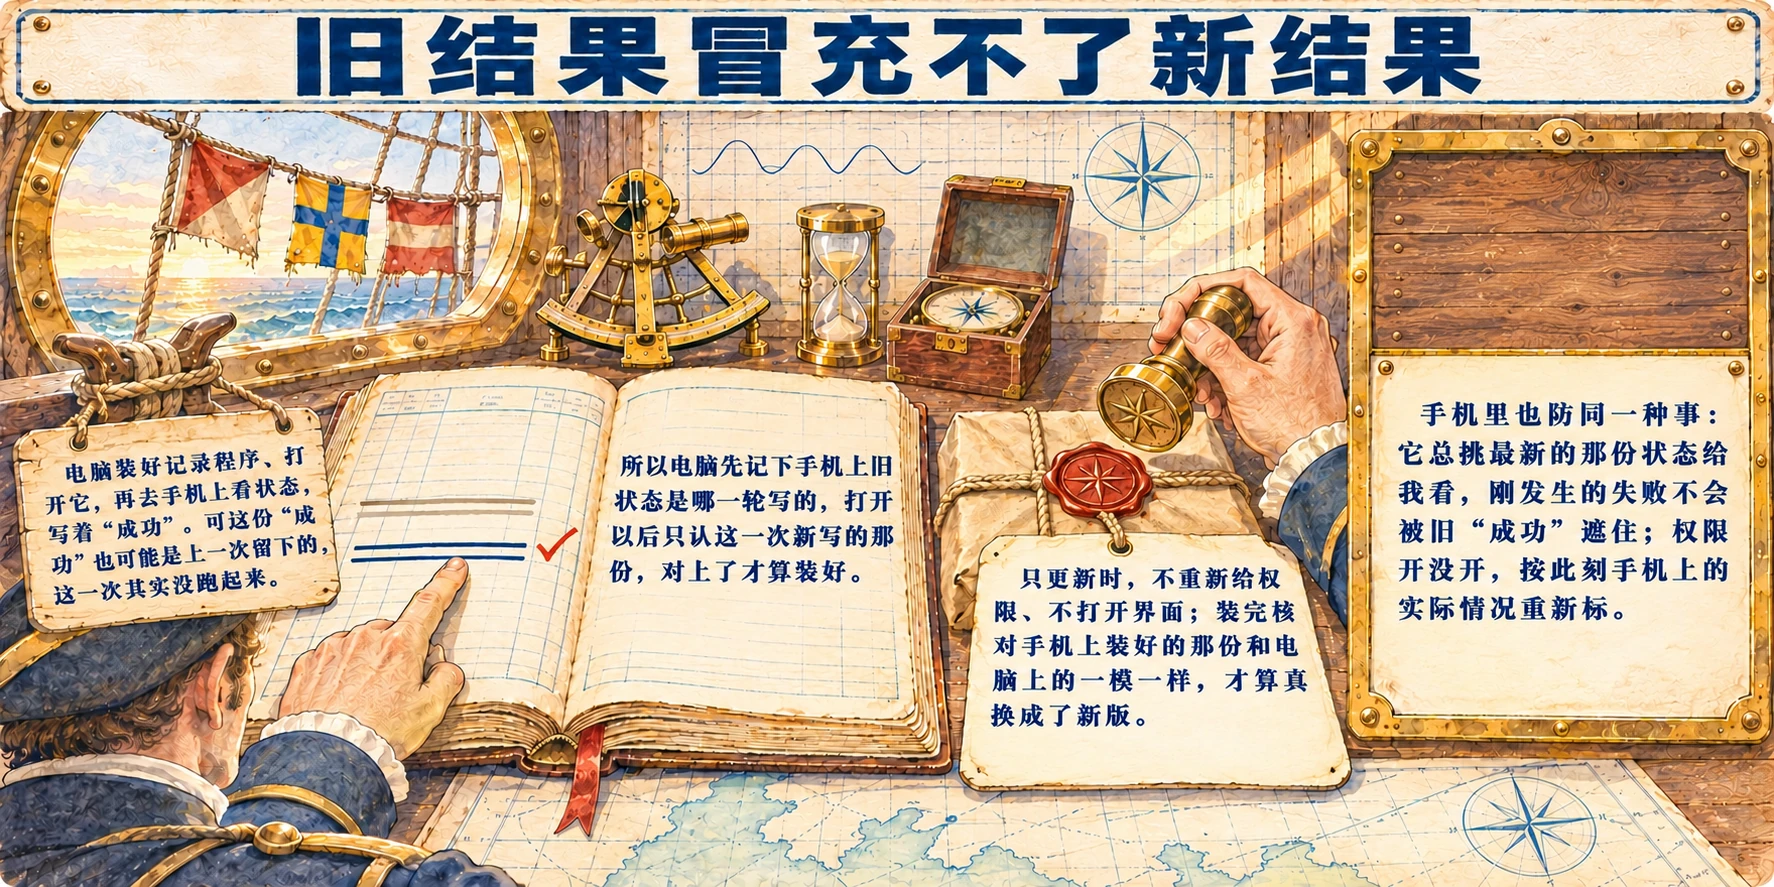 旧结果冒充不了新结果
电脑装好记录程序、打
开它，再去手机上看状态，
写着“成功”。可这份“成
功”也可能是上一次留下的，
这一次其实没跑起来。
所以电脑先记下手机上旧
状态是哪一轮写的，打开
以后只认这一次新写的那
份，对上了才算装好。
只更新时，不重新给权
限、不打开界面；装完核
对手机上装好的那份和电
脑上的一模一样，才算真
换成了新版。
手机里也防同一种事：
它总挑最新的那份状态给
我看，刚发生的失败不会
被旧“成功”遮住；权限
开没开，按此刻手机上的
实际情况重新标。